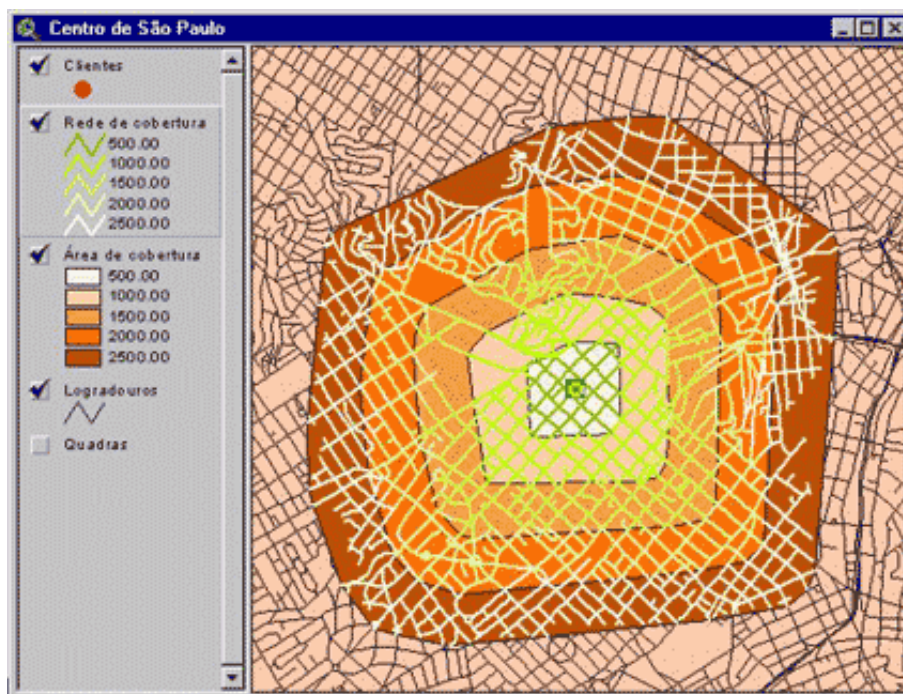 Centro de São Paulo
Clientes
Rede de cobertura
500.00
1000.00
1500.00
2000.00
2500.00
Área de cobertura
500.00
1000.00
1500.00
2000.00
2500.00
Logradouros
Quadras